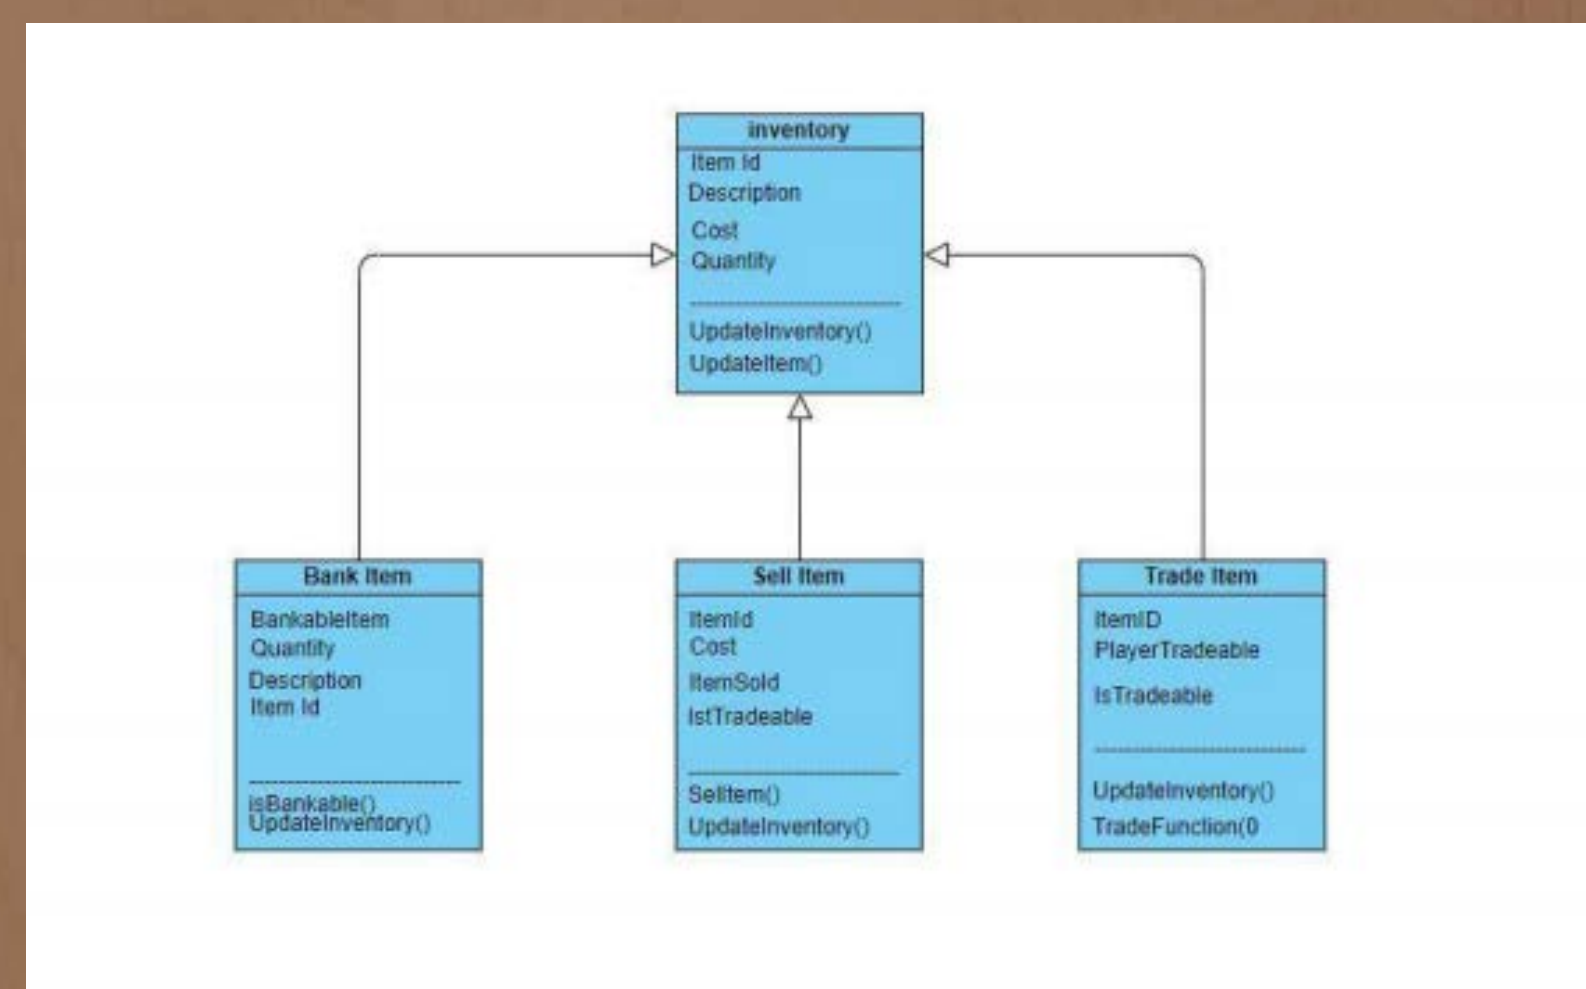 inventory
Item Id
Description
Cost
Quantity
UpdateInventory()
UpdateItem()
Bank Item
BankableItem
Quantity
Description
Item Id
isBankable()
UpdateInventory()
Sell Item
ItemId
Cost
ItemSold
IstTradeable
SellItem()
UpdateInventory()
Trade Item
ItemID
PlayerTradeable
IsTradeable
UpdateInventory()
TradeFunction(0